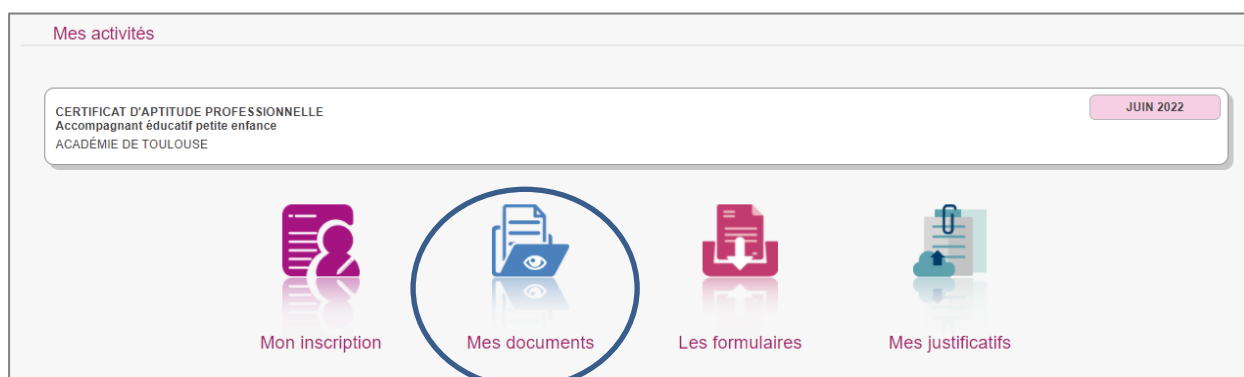 Mes activités
CERTIFICAT D'APTITUDE PROFESSIONNELLE
Accompagnant éducatif petite enfance
ACADÉMIE DE TOULOUSE
JUIN 2022
Mon inscription
Mes documents
Les formulaires
Mes justificatifs